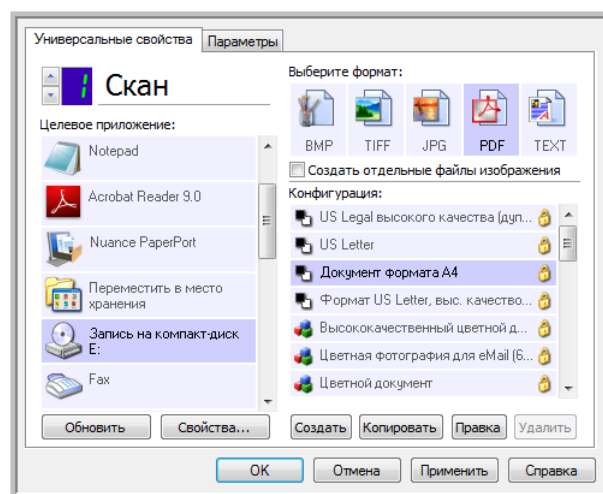 Универсальные свойства
Параметры
1
Скан
Целевое приложение:
Notepad
Acrobat Reader 9.0
Nuance PaperPort
Переместить в место
хранения
Запись на компакт-диск
E:
Fax
Обновить
Свойства...
Выберите формат:
BMP
TIFF
JPG
PDF
TEXT
Создать отдельные файлы изображения
Конфигурация:
US Legal высокого качества (дуп...
US Letter
Документ формата А4
Формат US Letter, выс. качество...
Высококачественный цветной д...
Цветная фотография для eMail (6...
Цветной документ
Создать
Копировать
Правка
Удалить
OK
Отмена
Применить
Справка